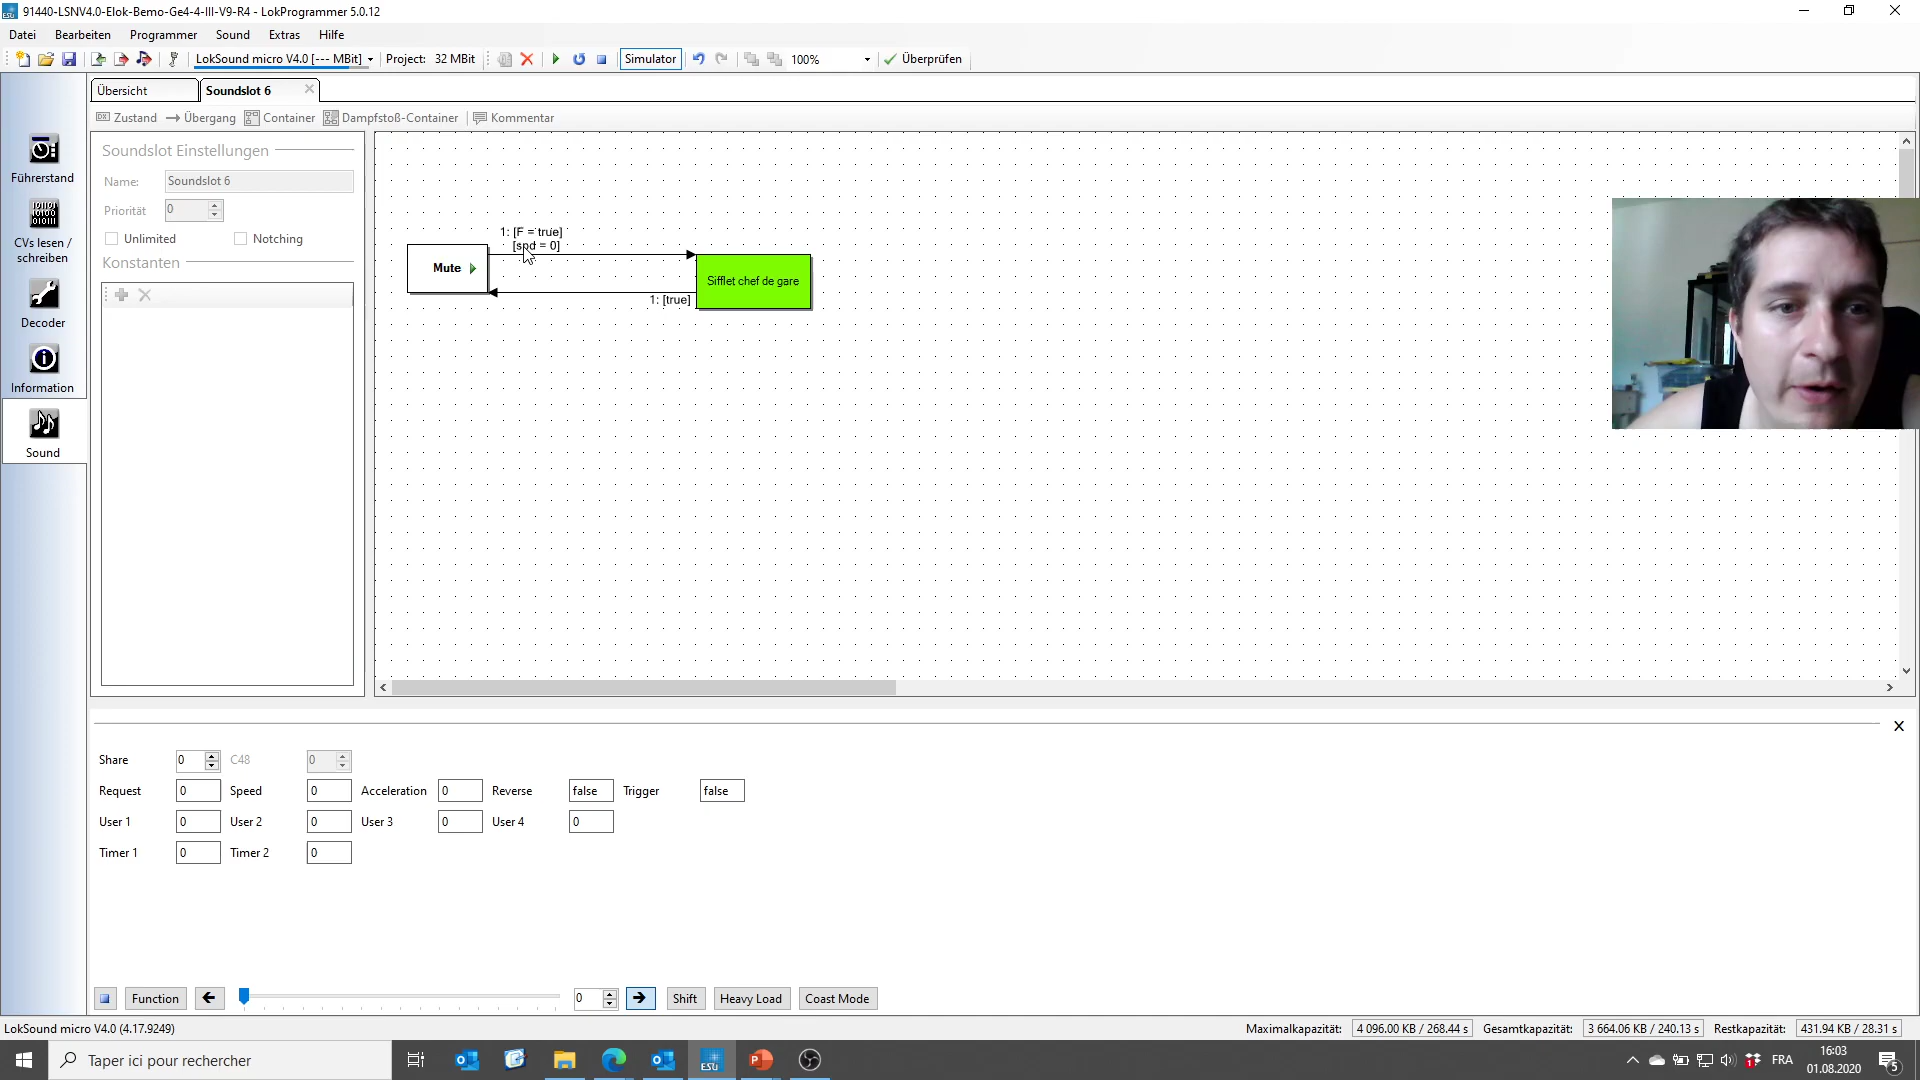 91440-LSNV4.0-Elok-Bemo-Ge4-4-III-V9-R4 - LokProgrammer 5.0.12
Datei Bearbeiten Programmer Sound Extras Hilfe
LokSound micro V4.0 [--- MBit] Project: 32 MBit Simulator 100% Überprüfen
Übersicht Soundslot 6
Zustand Übergang Container Dampfstoß-Container Kommentar
Führerstand
CVs lesen /
schreiben
Decoder
Information
Sound
Soundslot Einstellungen
Name: Soundslot 6
Priorität 0
Unlimited Notching
Konstanten
1: [F = true]
[spd = 0]
Mute
Sifflet chef de gare
1: [true]
Share 0 C48 0
Request 0 Speed 0 Acceleration 0 Reverse false Trigger false
User 1 0 User 2 0 User 3 0 User 4 0
Timer 1 0 Timer 2 0
Function 0 Shift Heavy Load Coast Mode
LokSound micro V4.0 (4.17.9249) Maximalkapazität: 4 096.00 KB / 268.44 s Gesamtkapazität: 3 664.06 KB / 240.13 s Restkapazität: 431.94 KB / 28.31 s
Taper ici pour rechercher
ESU
FRA
16:03
01.08.2020
5